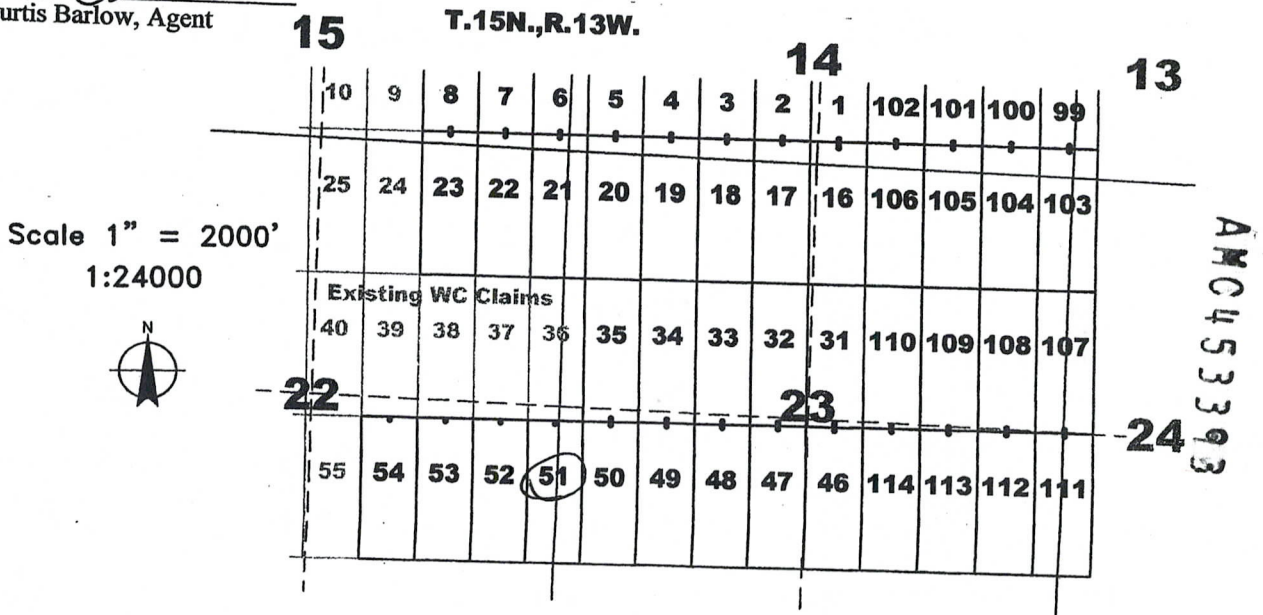 urtis Barlow, Agent
T.15N.,R.13W.
15 14 13
10 9 8 7 6 5 4 3 2 1 102 101 100 99
25 24 23 22 21 20 19 18 17 16 106 105 104 103
Scale 1" = 2000'
1:24000
Existing WC Claims
N
40 39 38 37 36 35 34 33 32 31 110 109 108 107
22 23 24
55 54 53 52 51 50 49 48 47 46 114 113 112 111
AMC453393